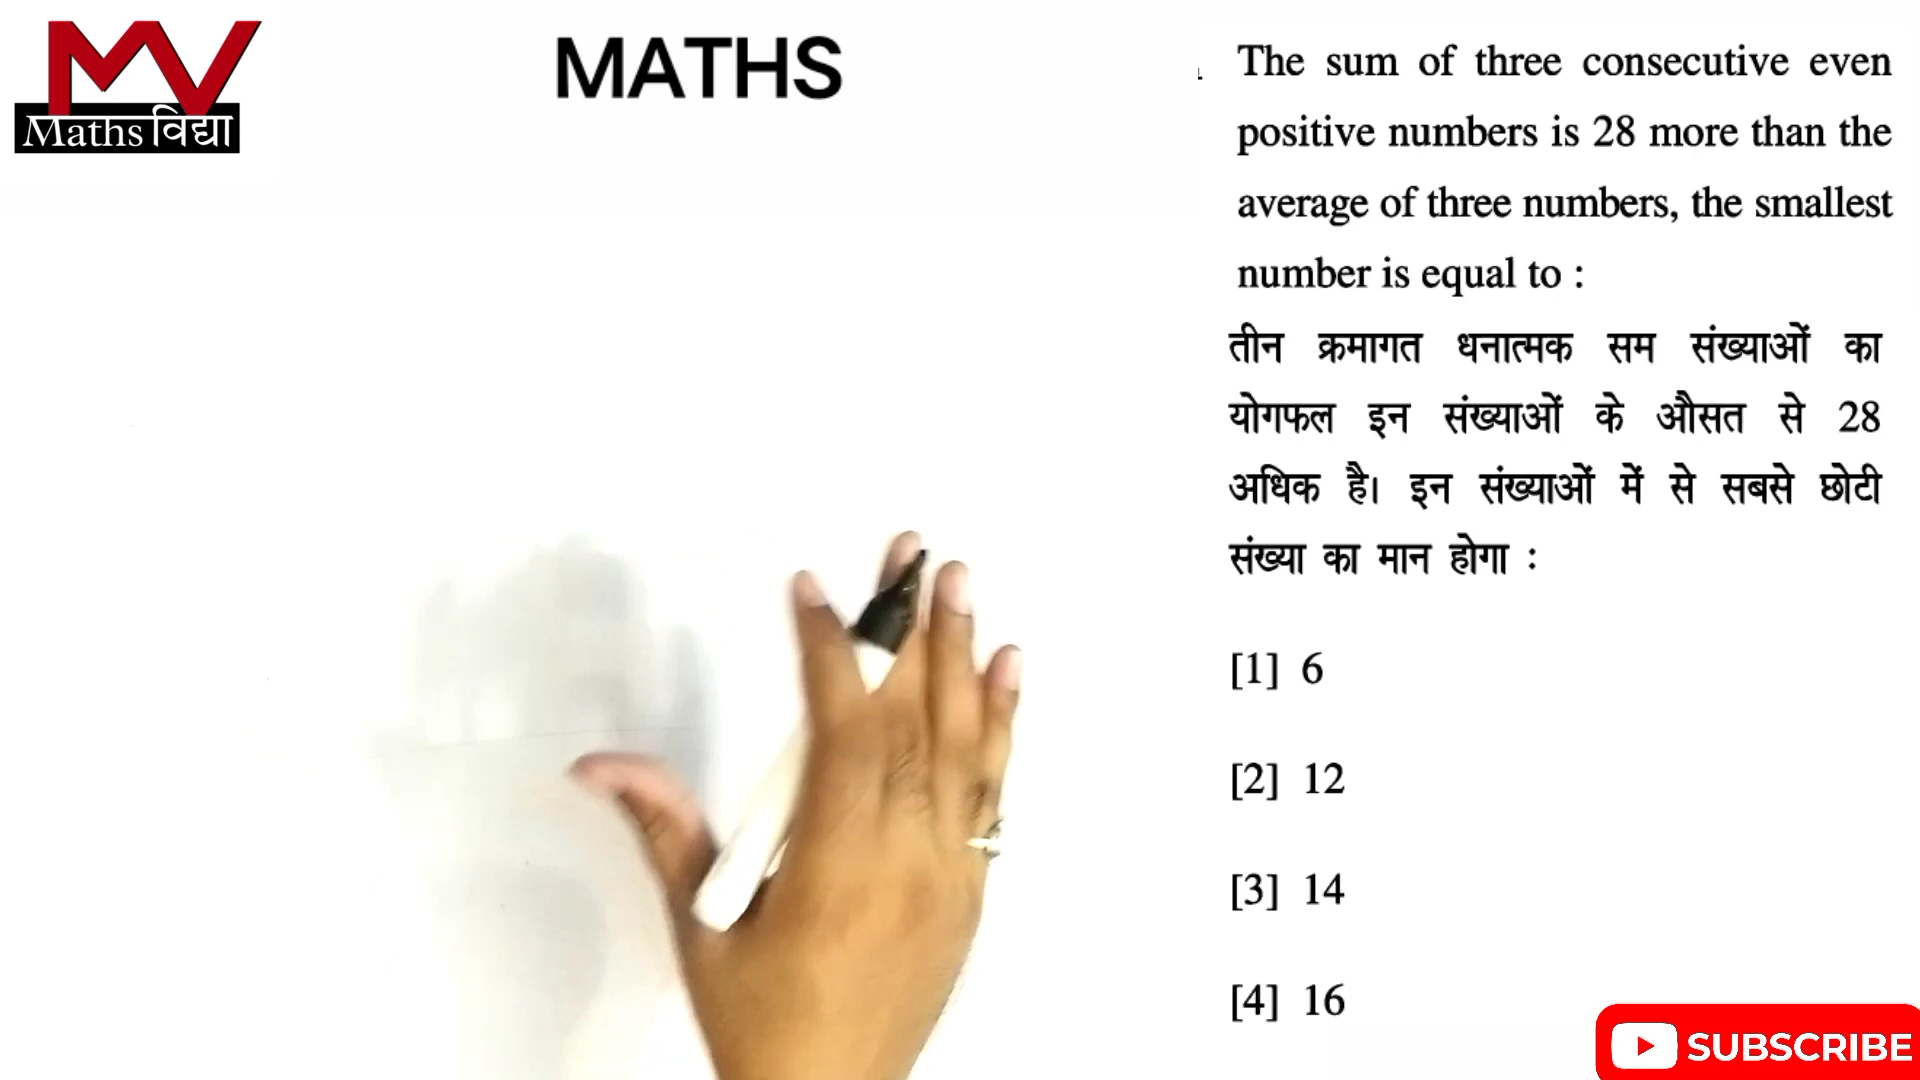 MV
Maths विद्या
MATHS
The sum of three consecutive even
positive numbers is 28 more than the
average of three numbers, the smallest
number is equal to :
तीन क्रमागत धनात्मक सम संख्याओं का
योगफल इन संख्याओं के औसत से 28
अधिक है। इन संख्याओं में से सबसे छोटी
संख्या का मान होगा :
[1] 6
[2] 12
[3] 14
[4] 16
SUBSCRIBE